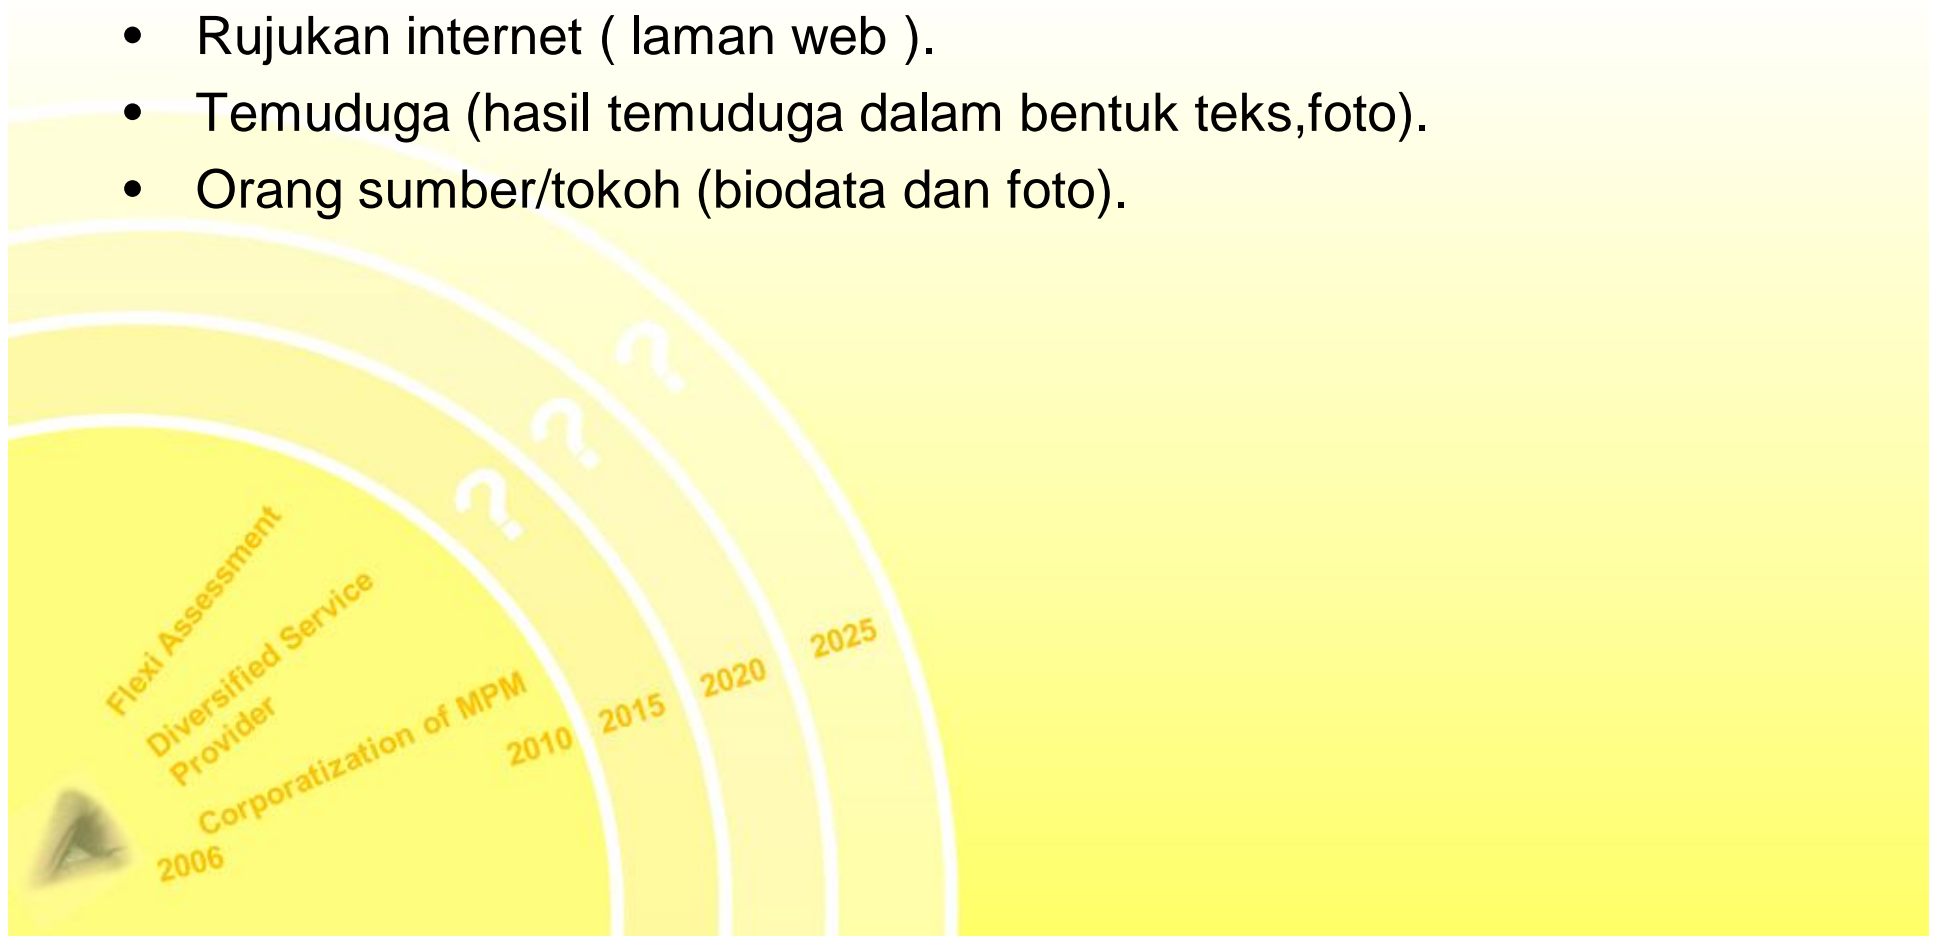 • Rujukan internet ( laman web ).
• Temuduga (hasil temuduga dalam bentuk teks,foto).
• Orang sumber/tokoh (biodata dan foto).
?
?
?
Flexi Assessment
Diversified Service
Provider
Corporatization of MPM
2006
2010
2015
2020
2025